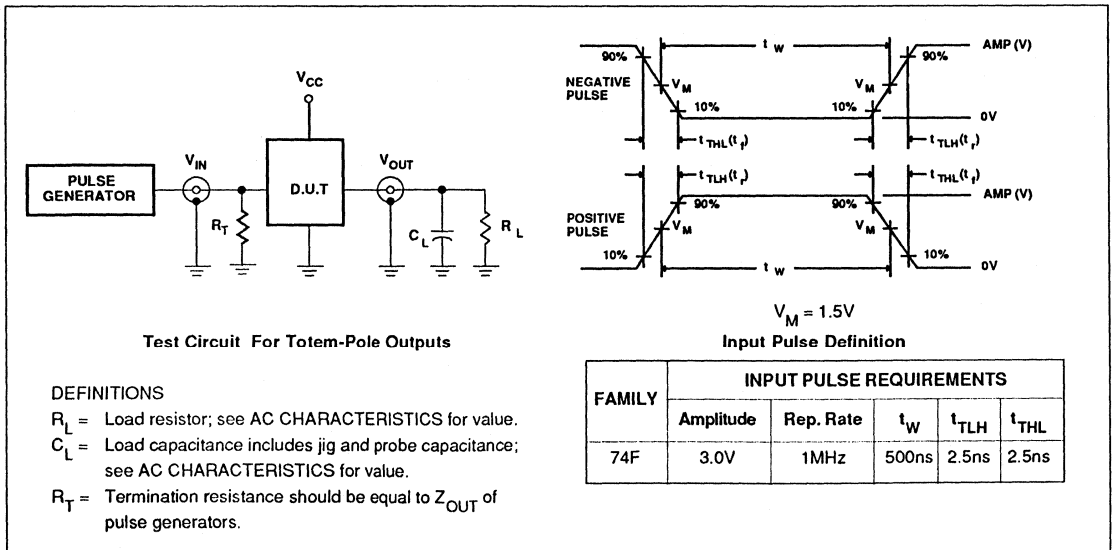 V_CC
V_IN
V_OUT
PULSE
GENERATOR
D.U.T
R_T
C_L
R_L
Test Circuit For Totem-Pole Outputs
DEFINITIONS
R_L = Load resistor; see AC CHARACTERISTICS for value.
C_L = Load capacitance includes jig and probe capacitance;
see AC CHARACTERISTICS for value.
R_T = Termination resistance should be equal to Z_OUT of
pulse generators.
t_W
AMP (V)
90%
90%
NEGATIVE
PULSE
V_M
V_M
10%
10%
0V
t_THL(t_f)
t_TLH(t_r)
t_TLH(t_r)
t_THL(t_f)
AMP (V)
90%
90%
POSITIVE
PULSE
V_M
V_M
10%
10%
t_W
0V
V_M = 1.5V
Input Pulse Definition
FAMILY INPUT PULSE REQUIREMENTS
Amplitude Rep. Rate t_W t_TLH t_THL
74F 3.0V 1MHz 500ns 2.5ns 2.5ns